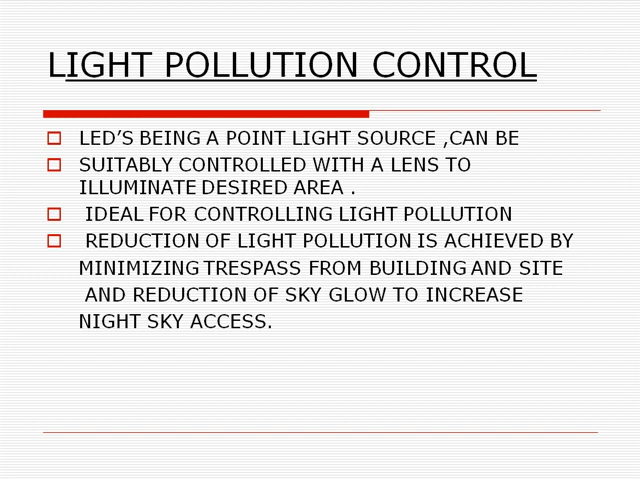 LIGHT POLLUTION CONTROL
LED’S BEING A POINT LIGHT SOURCE ,CAN BE
SUITABLY CONTROLLED WITH A LENS TO
ILLUMINATE DESIRED AREA .
IDEAL FOR CONTROLLING LIGHT POLLUTION
REDUCTION OF LIGHT POLLUTION IS ACHIEVED BY
MINIMIZING TRESPASS FROM BUILDING AND SITE
AND REDUCTION OF SKY GLOW TO INCREASE
NIGHT SKY ACCESS.